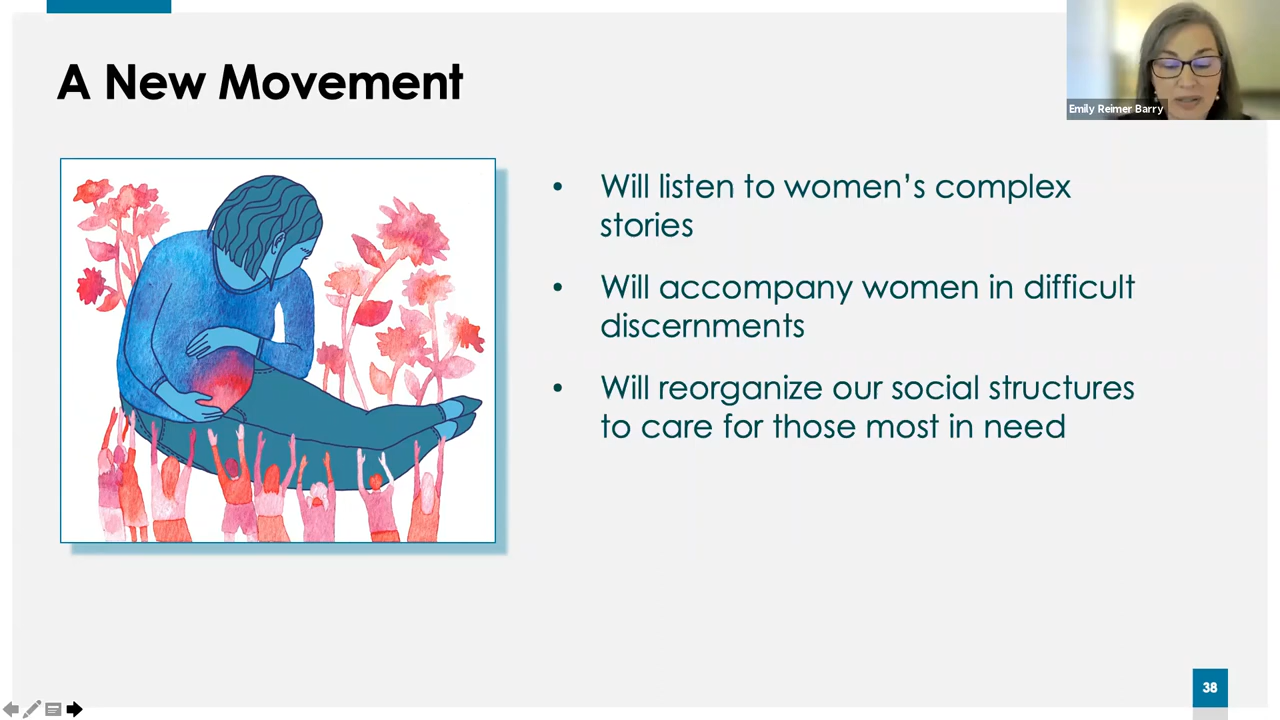 A New Movement
Emily Reimer Barry
• Will listen to women’s complex
stories
• Will accompany women in difficult
discernments
• Will reorganize our social structures
to care for those most in need
38